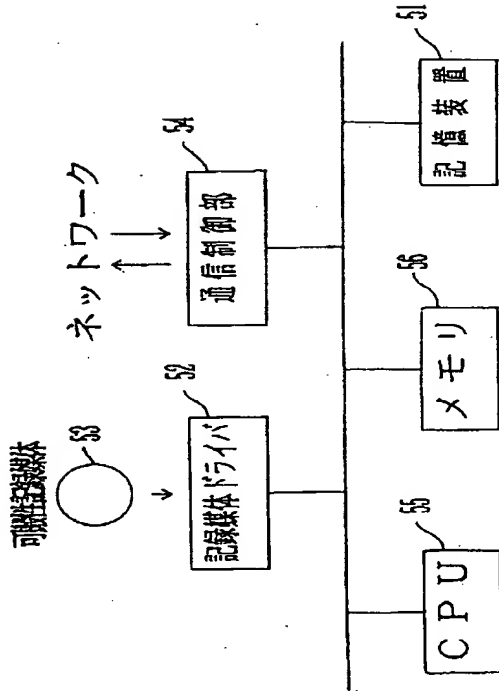 可搬性記録媒体
53
ネットワーク
記録媒体ドライバ
52
通信制御部
54
CPU
55
メモリ
56
記憶装置
51